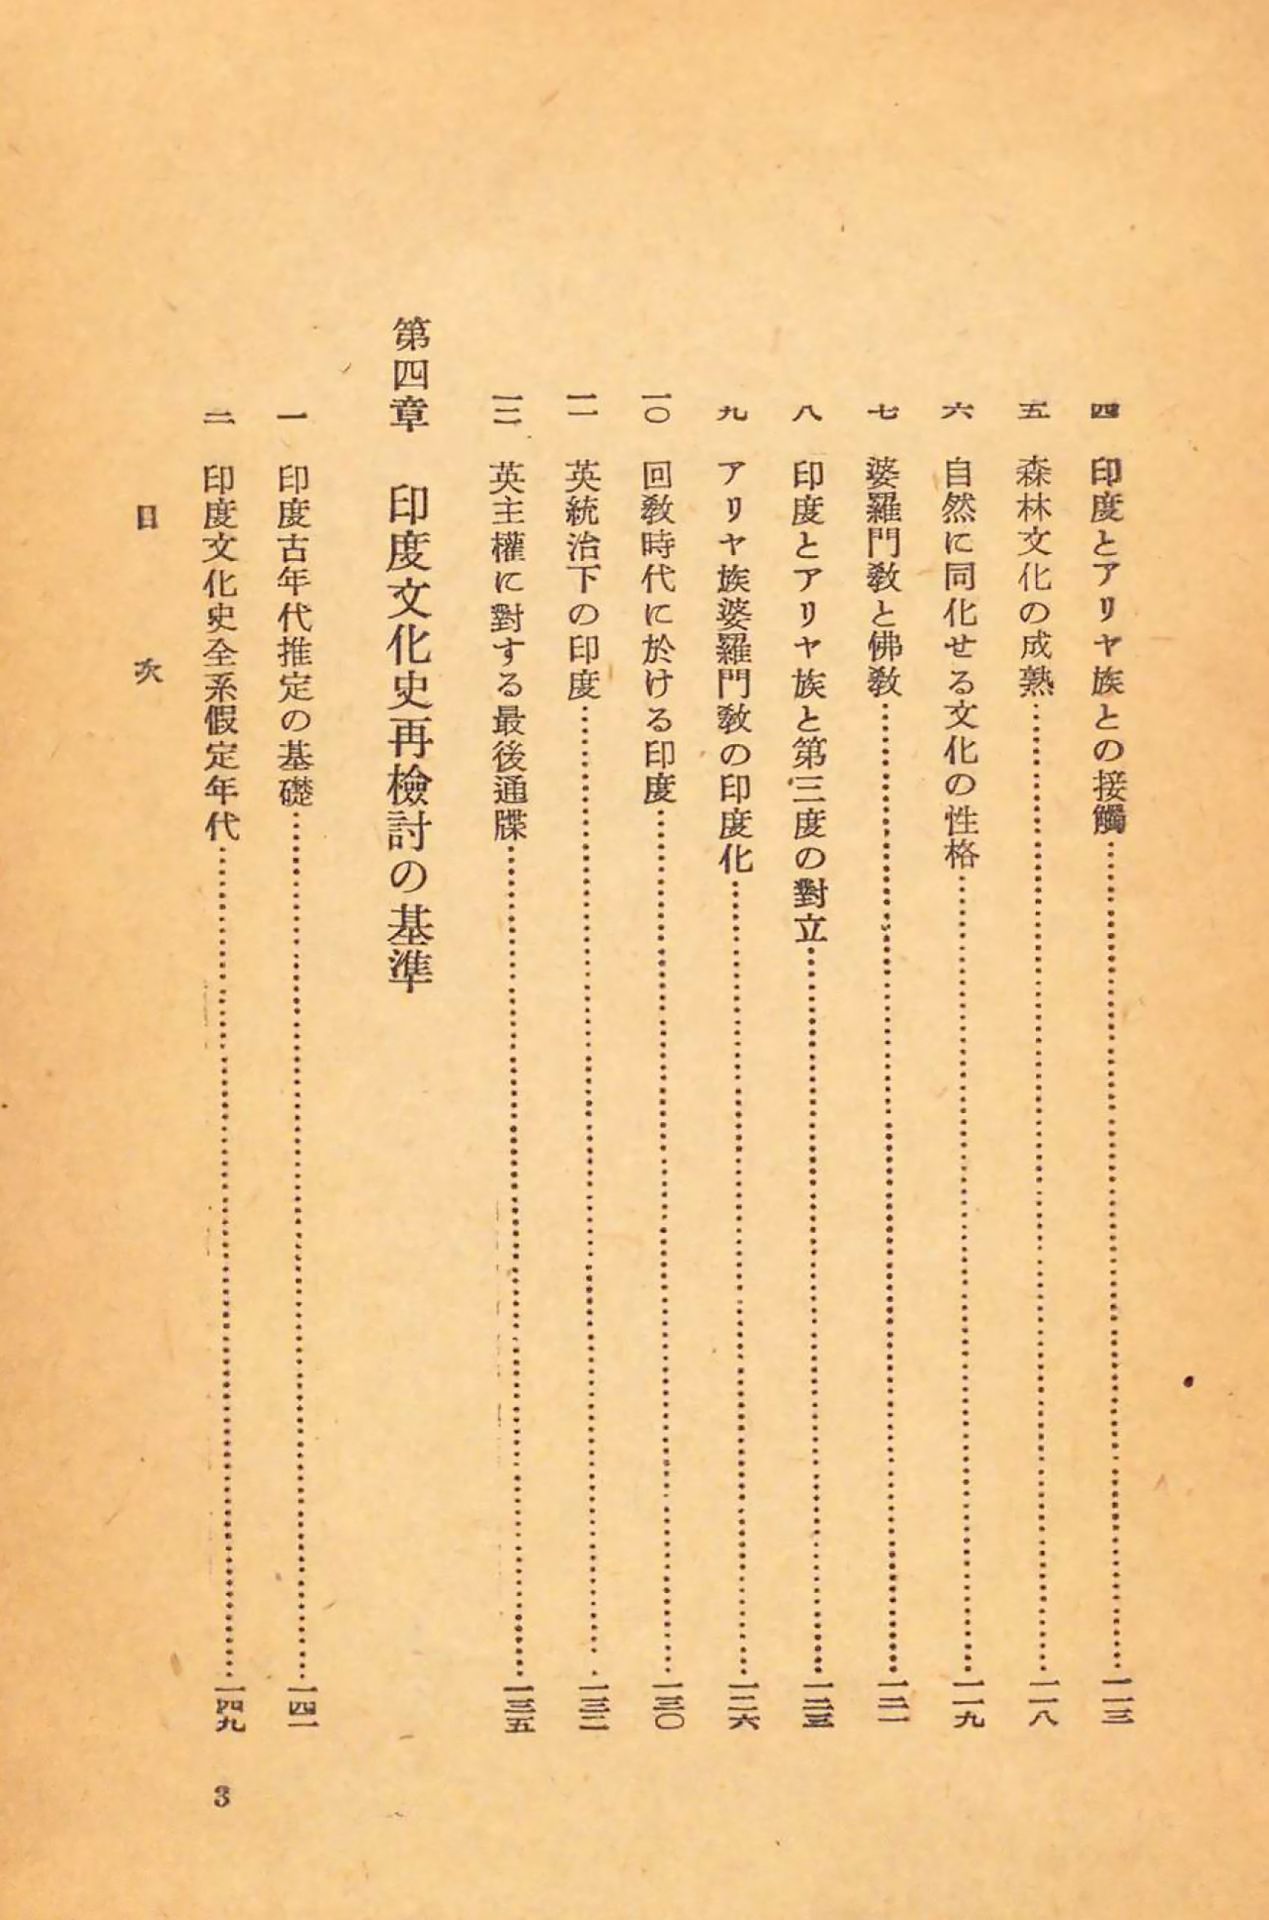 四 印度とアリヤ族との接觸……一一三
五 森林文化の成熟……一一八
六 自然に同化せる文化の性格……一一九
七 婆羅門教と佛教……一二一
八 印度とアリヤ族と第三度の對立……一二三
九 アリヤ族婆羅門教の印度化……一二六
一〇 回教時代に於ける印度……一三〇
一一 英統治下の印度……一三二
一二 英主權に對する最後通牒……一三五
第四章 印度文化史再檢討の基準
一 印度古年代推定の基礎……一四一
二 印度文化史全系假定年代……一四九
目次
3